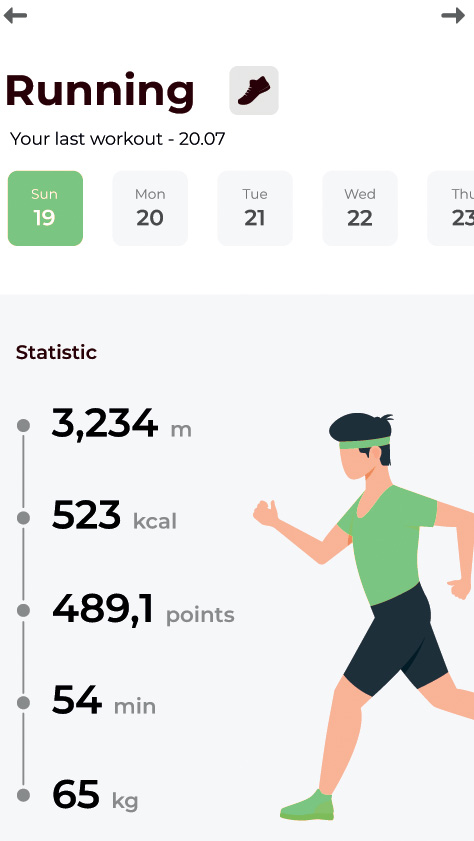 Running
Your last workout - 20.07
Sun Mon Tue Wed Thu
19 20 21 22 23
Statistic
3,234 m
523 kcal
489,1 points
54 min
65 kg